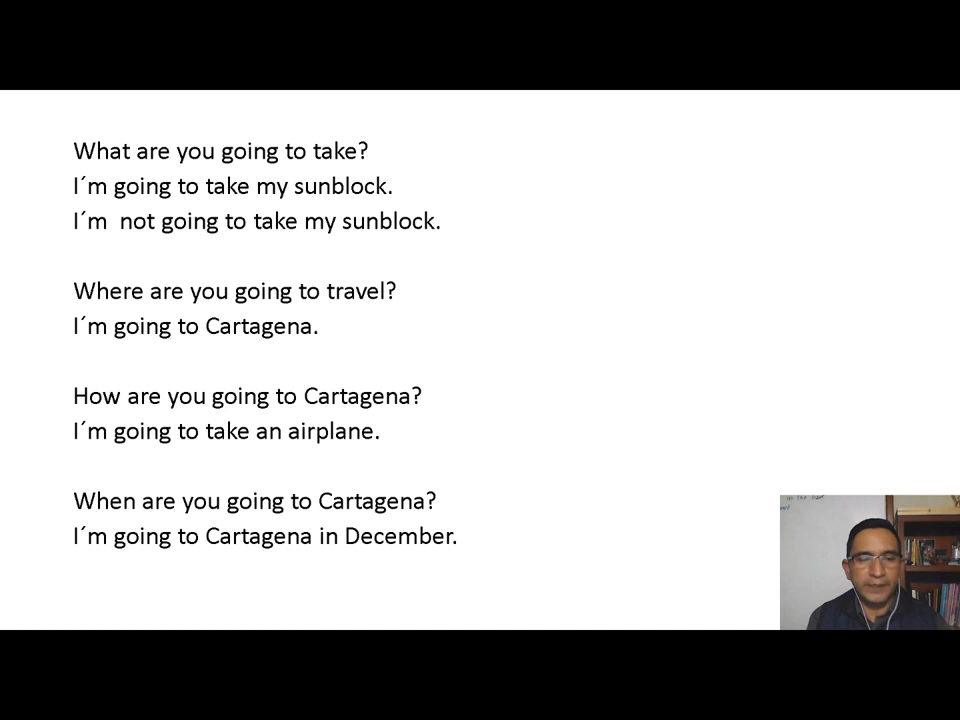 What are you going to take?
I´m going to take my sunblock.
I´m  not going to take my sunblock.
Where are you going to travel?
I´m going to Cartagena.
How are you going to Cartagena?
I´m going to take an airplane.
When are you going to Cartagena?
I´m going to Cartagena in December.